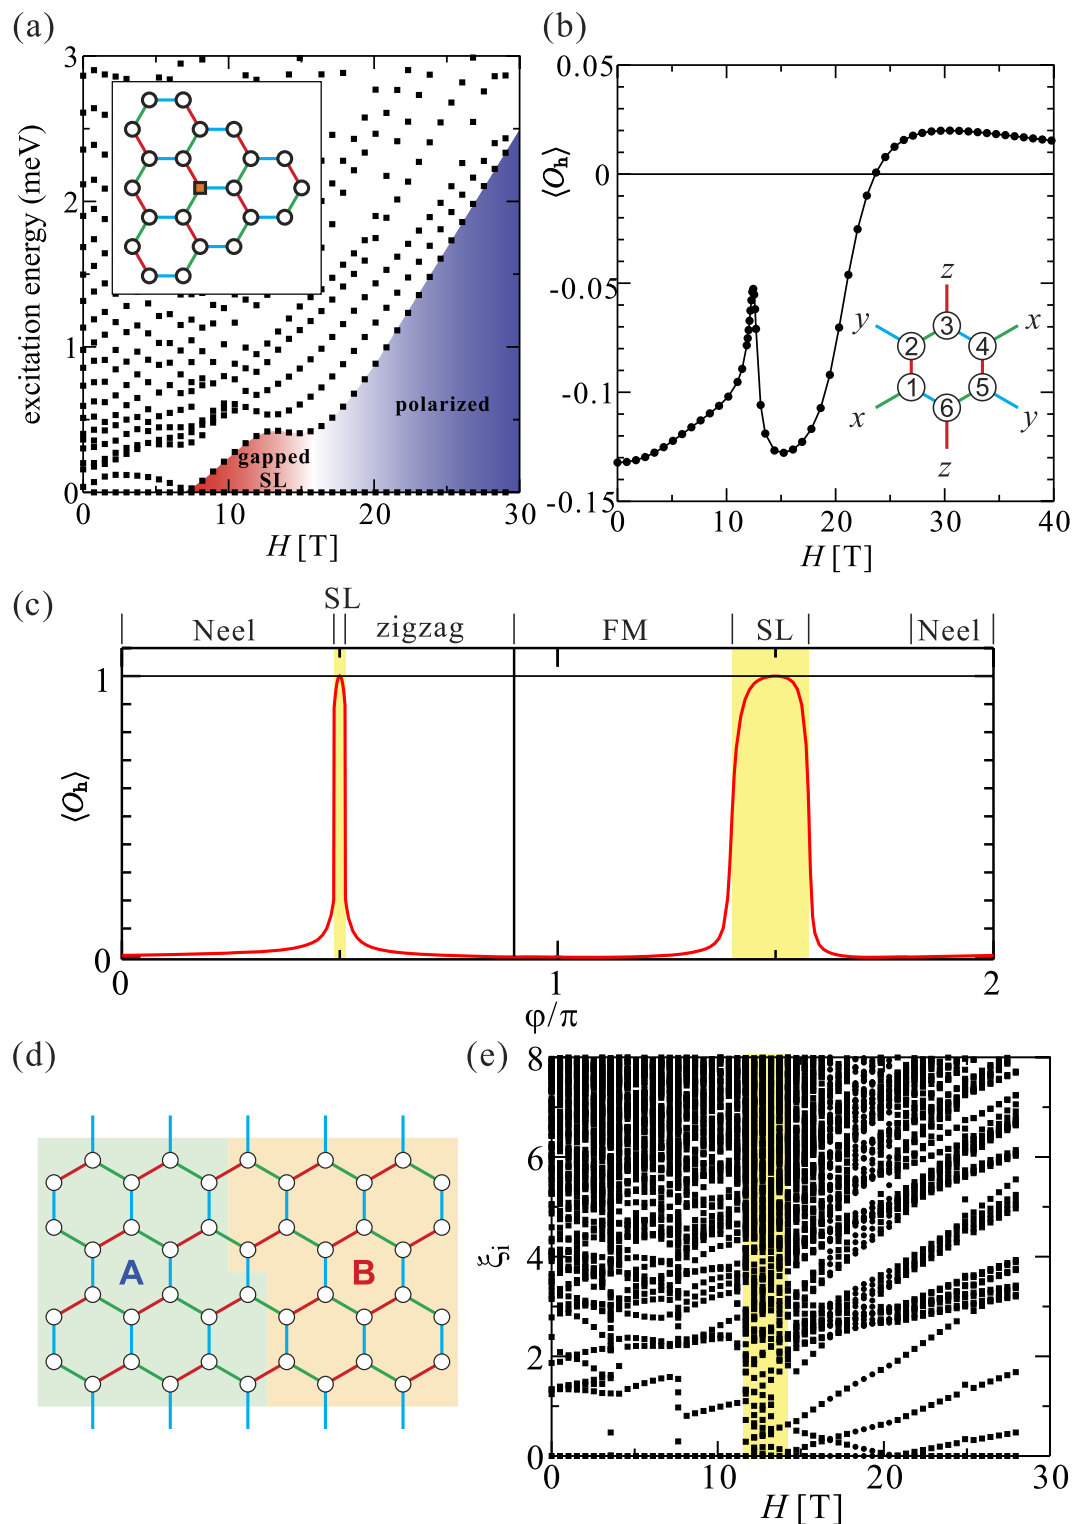 (a)
3
2
1
0
excitation energy (meV)
gapped
SL
polarized
0
10
20
30
H [T]
(b)
0.05
0
-0.05
-0.1
-0.15
⟨Oh⟩
z
y
3
x
2
4
1
5
x
6
y
z
0
10
20
30
40
H [T]
(c)
SL
Neel
zigzag
FM
SL
Neel
1
0
⟨Oh⟩
0
1
2
φ/π
(d)
A
B
(e)
8
6
4
2
0
ξi
0
10
20
30
H [T]